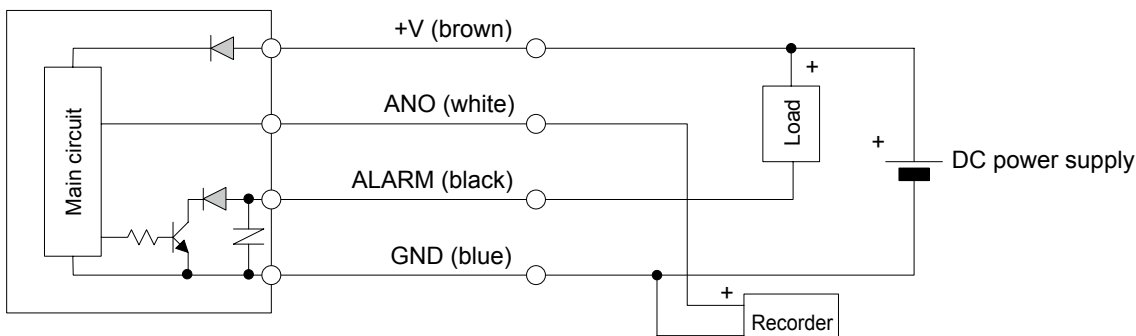 +V (brown)
+
ANO (white)
Main circuit
Load
+
DC power supply
ALARM (black)
GND (blue)
+
Recorder